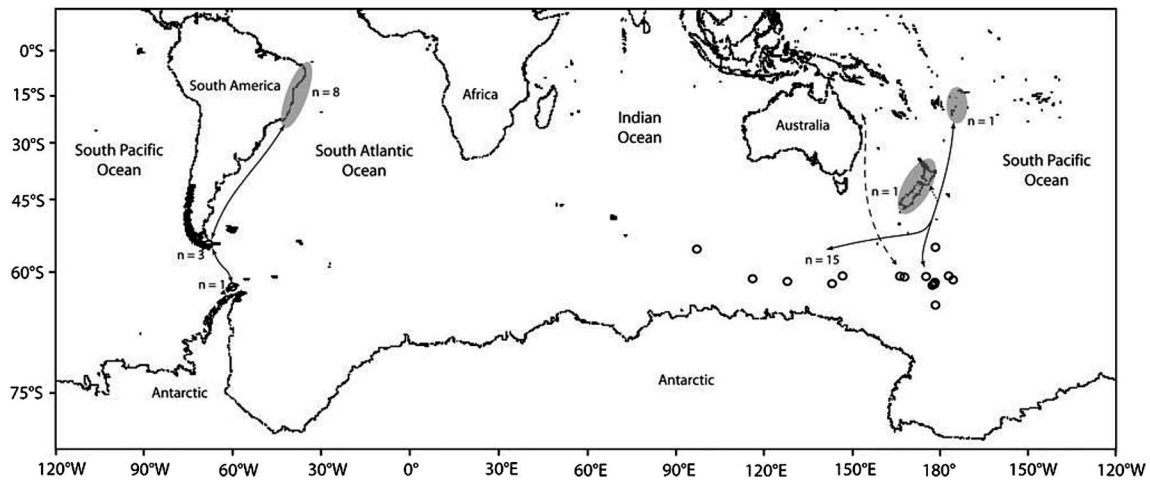 0°S
15°S
30°S
45°S
60°S
75°S
South America
n = 8
Africa
Indian
Ocean
Australia
n = 1
South Pacific
Ocean
South Atlantic
Ocean
South Pacific
Ocean
n = 1
n = 3
n = 15
n = 1
Antarctic
Antarctic
120°W
90°W
60°W
30°W
0°
30°E
60°E
90°E
120°E
150°E
180°
150°W
120°W